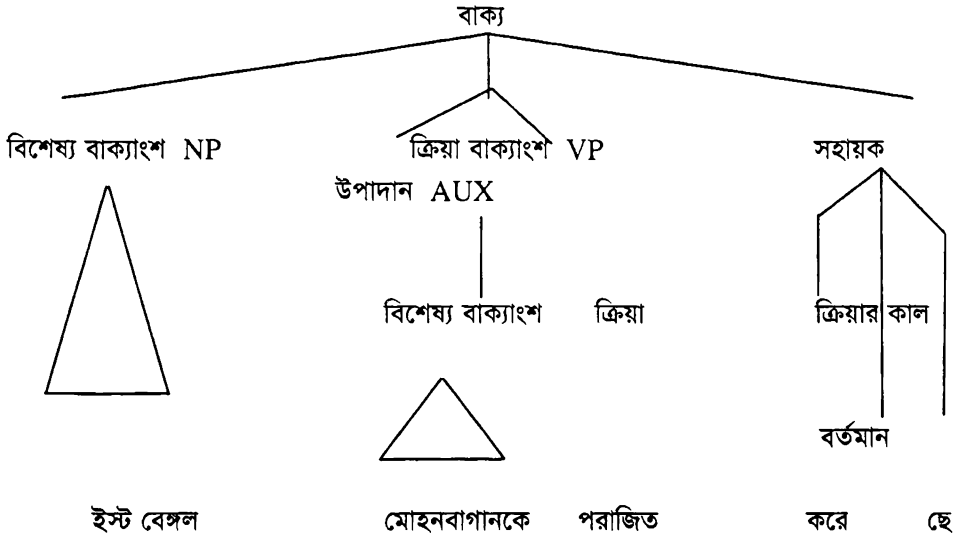 বাক্য
বিশেষ্য বাক্যাংশ NP ক্রিয়া বাক্যাংশ VP সহায়ক
উপাদান AUX
বিশেষ্য বাক্যাংশ ক্রিয়া ক্রিয়ার কাল
বর্তমান
ইস্ট বেঙ্গল মোহনবাগানকে পরাজিত করে ছে